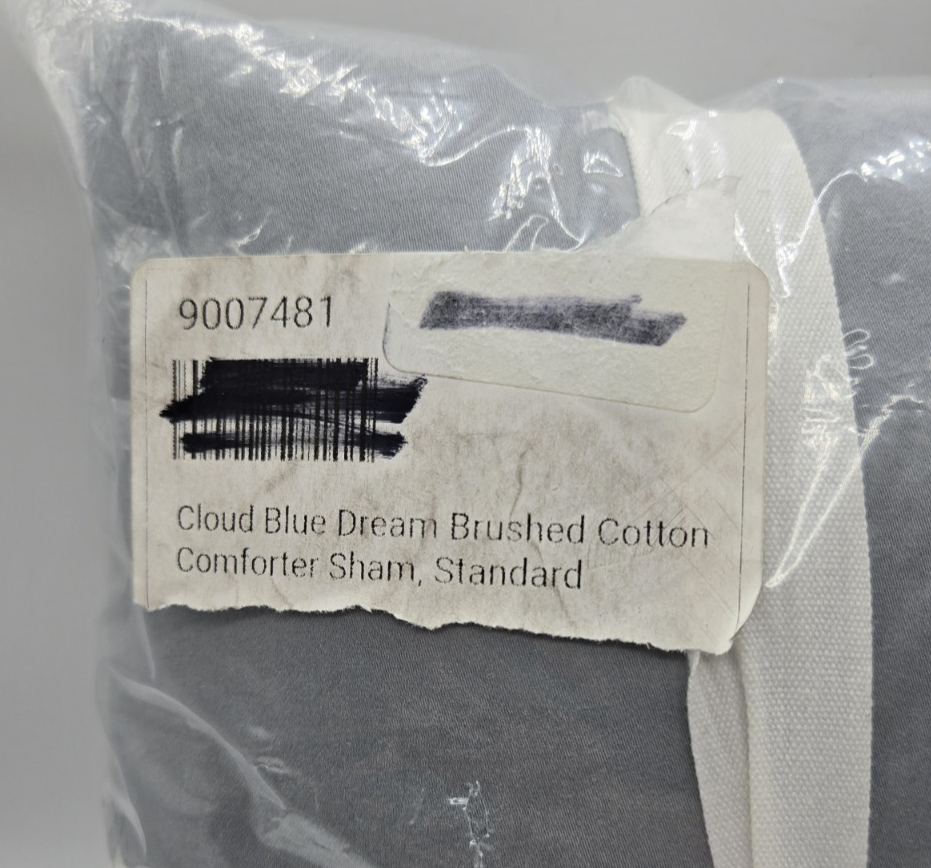 9007481
Cloud Blue Dream Brushed Cotton
Comforter Sham, Standard